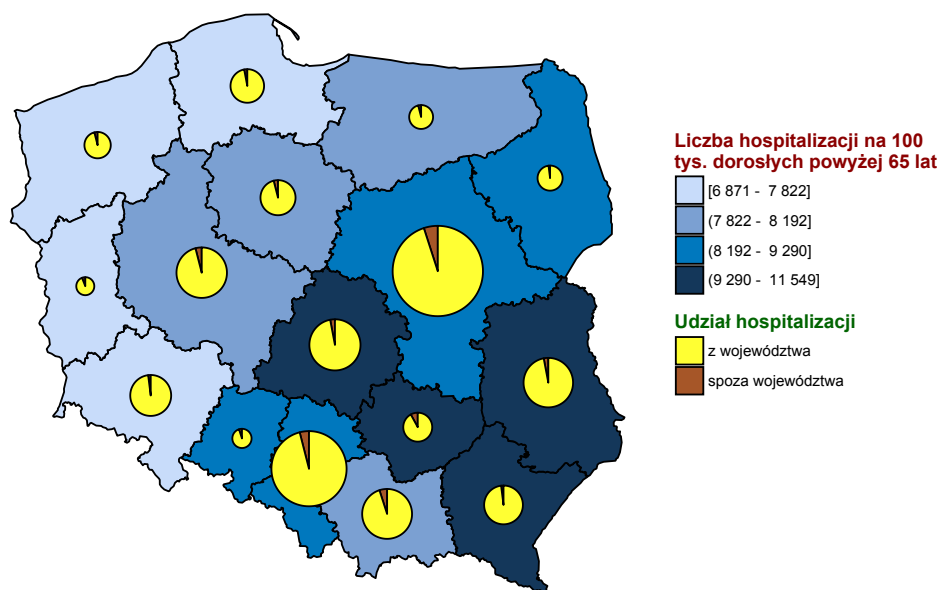 Liczba hospitalizacji na 100
tys. dorosłych powyżej 65 lat
[6 871 - 7 822]
(7 822 - 8 192]
(8 192 - 9 290]
(9 290 - 11 549]
Udział hospitalizacji
z województwa
spoza województwa